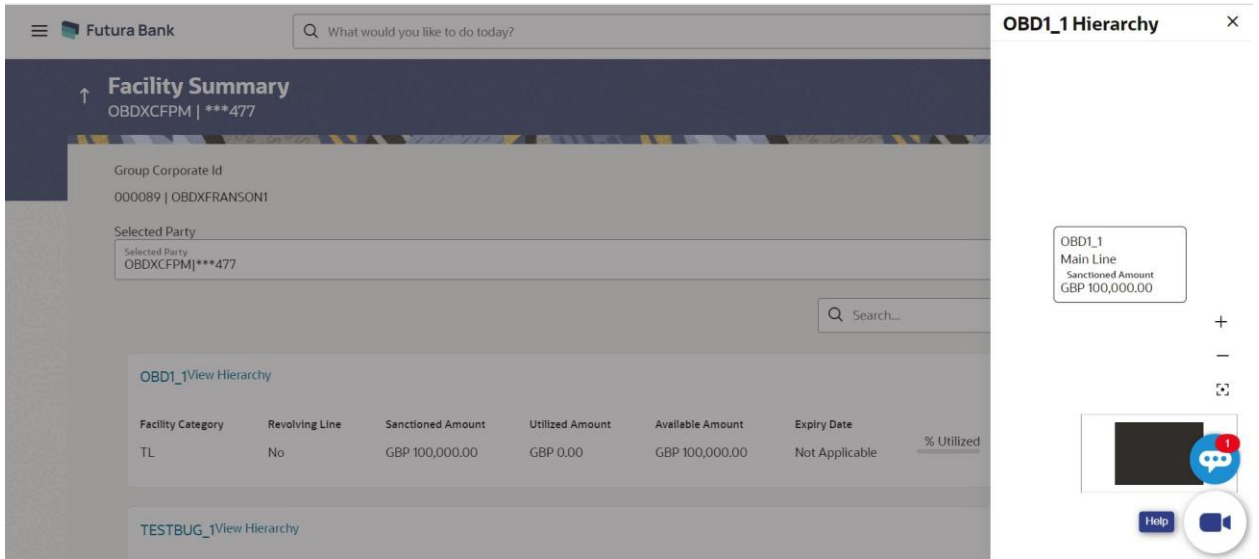 Futura Bank
What would you like to do today?
OBD1_1 Hierarchy
Facility Summary
OBDXCFPM | ***477
Group Corporate Id
000089 | OBDXFRANSON1
Selected Party
Selected Party
OBDXCFPM|***477
Search...
OBD1_1View Hierarchy
Facility Category Revolving Line Sanctioned Amount Utilized Amount Available Amount Expiry Date
TL No GBP 100,000.00 GBP 0.00 GBP 100,000.00 Not Applicable % Utilized
TESTBUG_1View Hierarchy
OBD1_1
Main Line
Sanctioned Amount
GBP 100,000.00
1
Help